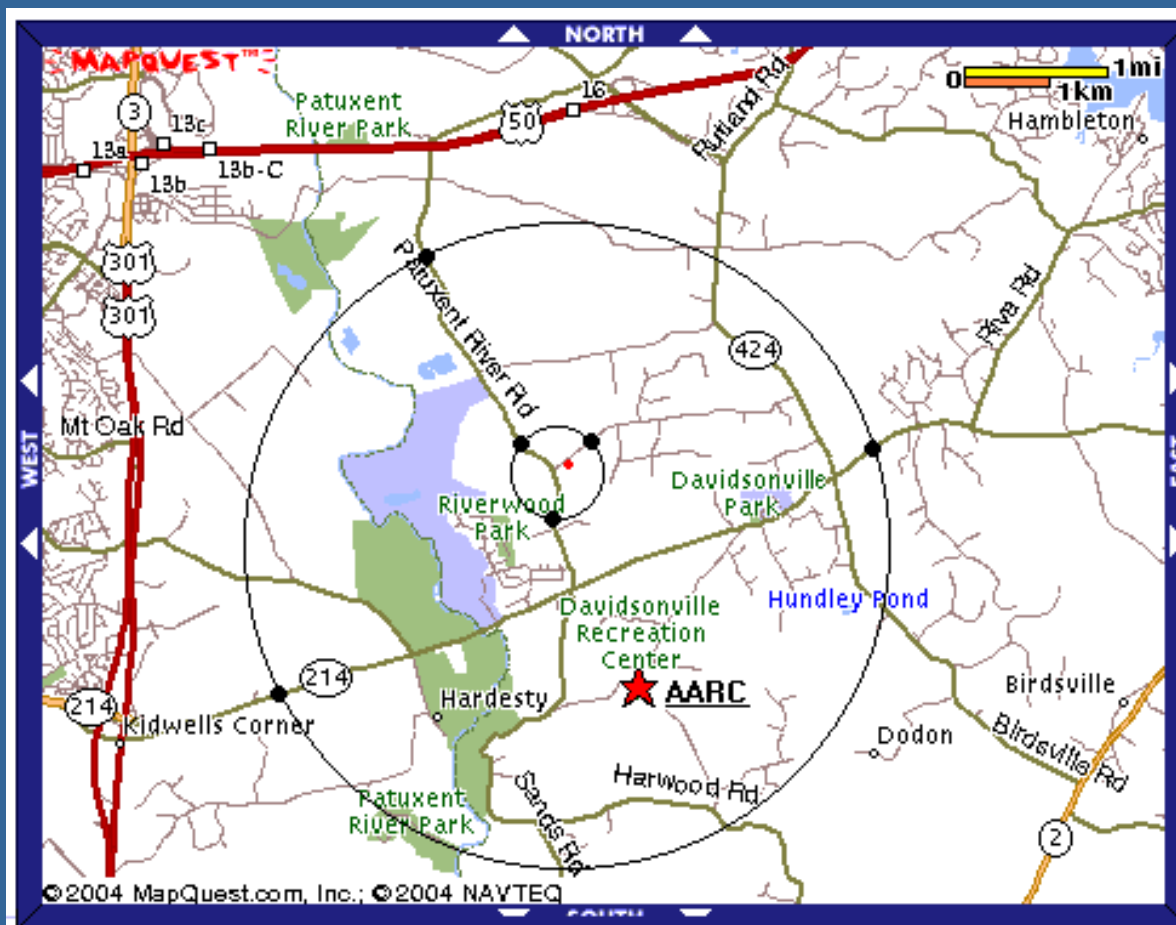 NORTH
MAPQUEST™
0
1mi
1km
Patuxent
River Park
16
50
Rutland Rd
Hambleton
3
13c
13a
13b
13b-C
301
301
Patuxent River Rd
Riva Rd
424
Mt Oak Rd
WEST
EAST
Davidsonville
Park
Riverwood
Park
Davidsonville
Recreation
Center
Hundley Pond
214
214
AARC
Hardesty
Kidwells Corner
Birdsville
Dodon
Birdsville Rd
Harwood Rd
Sands Rd
Patuxent
River Park
2
©2004 MapQuest.com, Inc.; ©2004 NAVTEQ
SOUTH